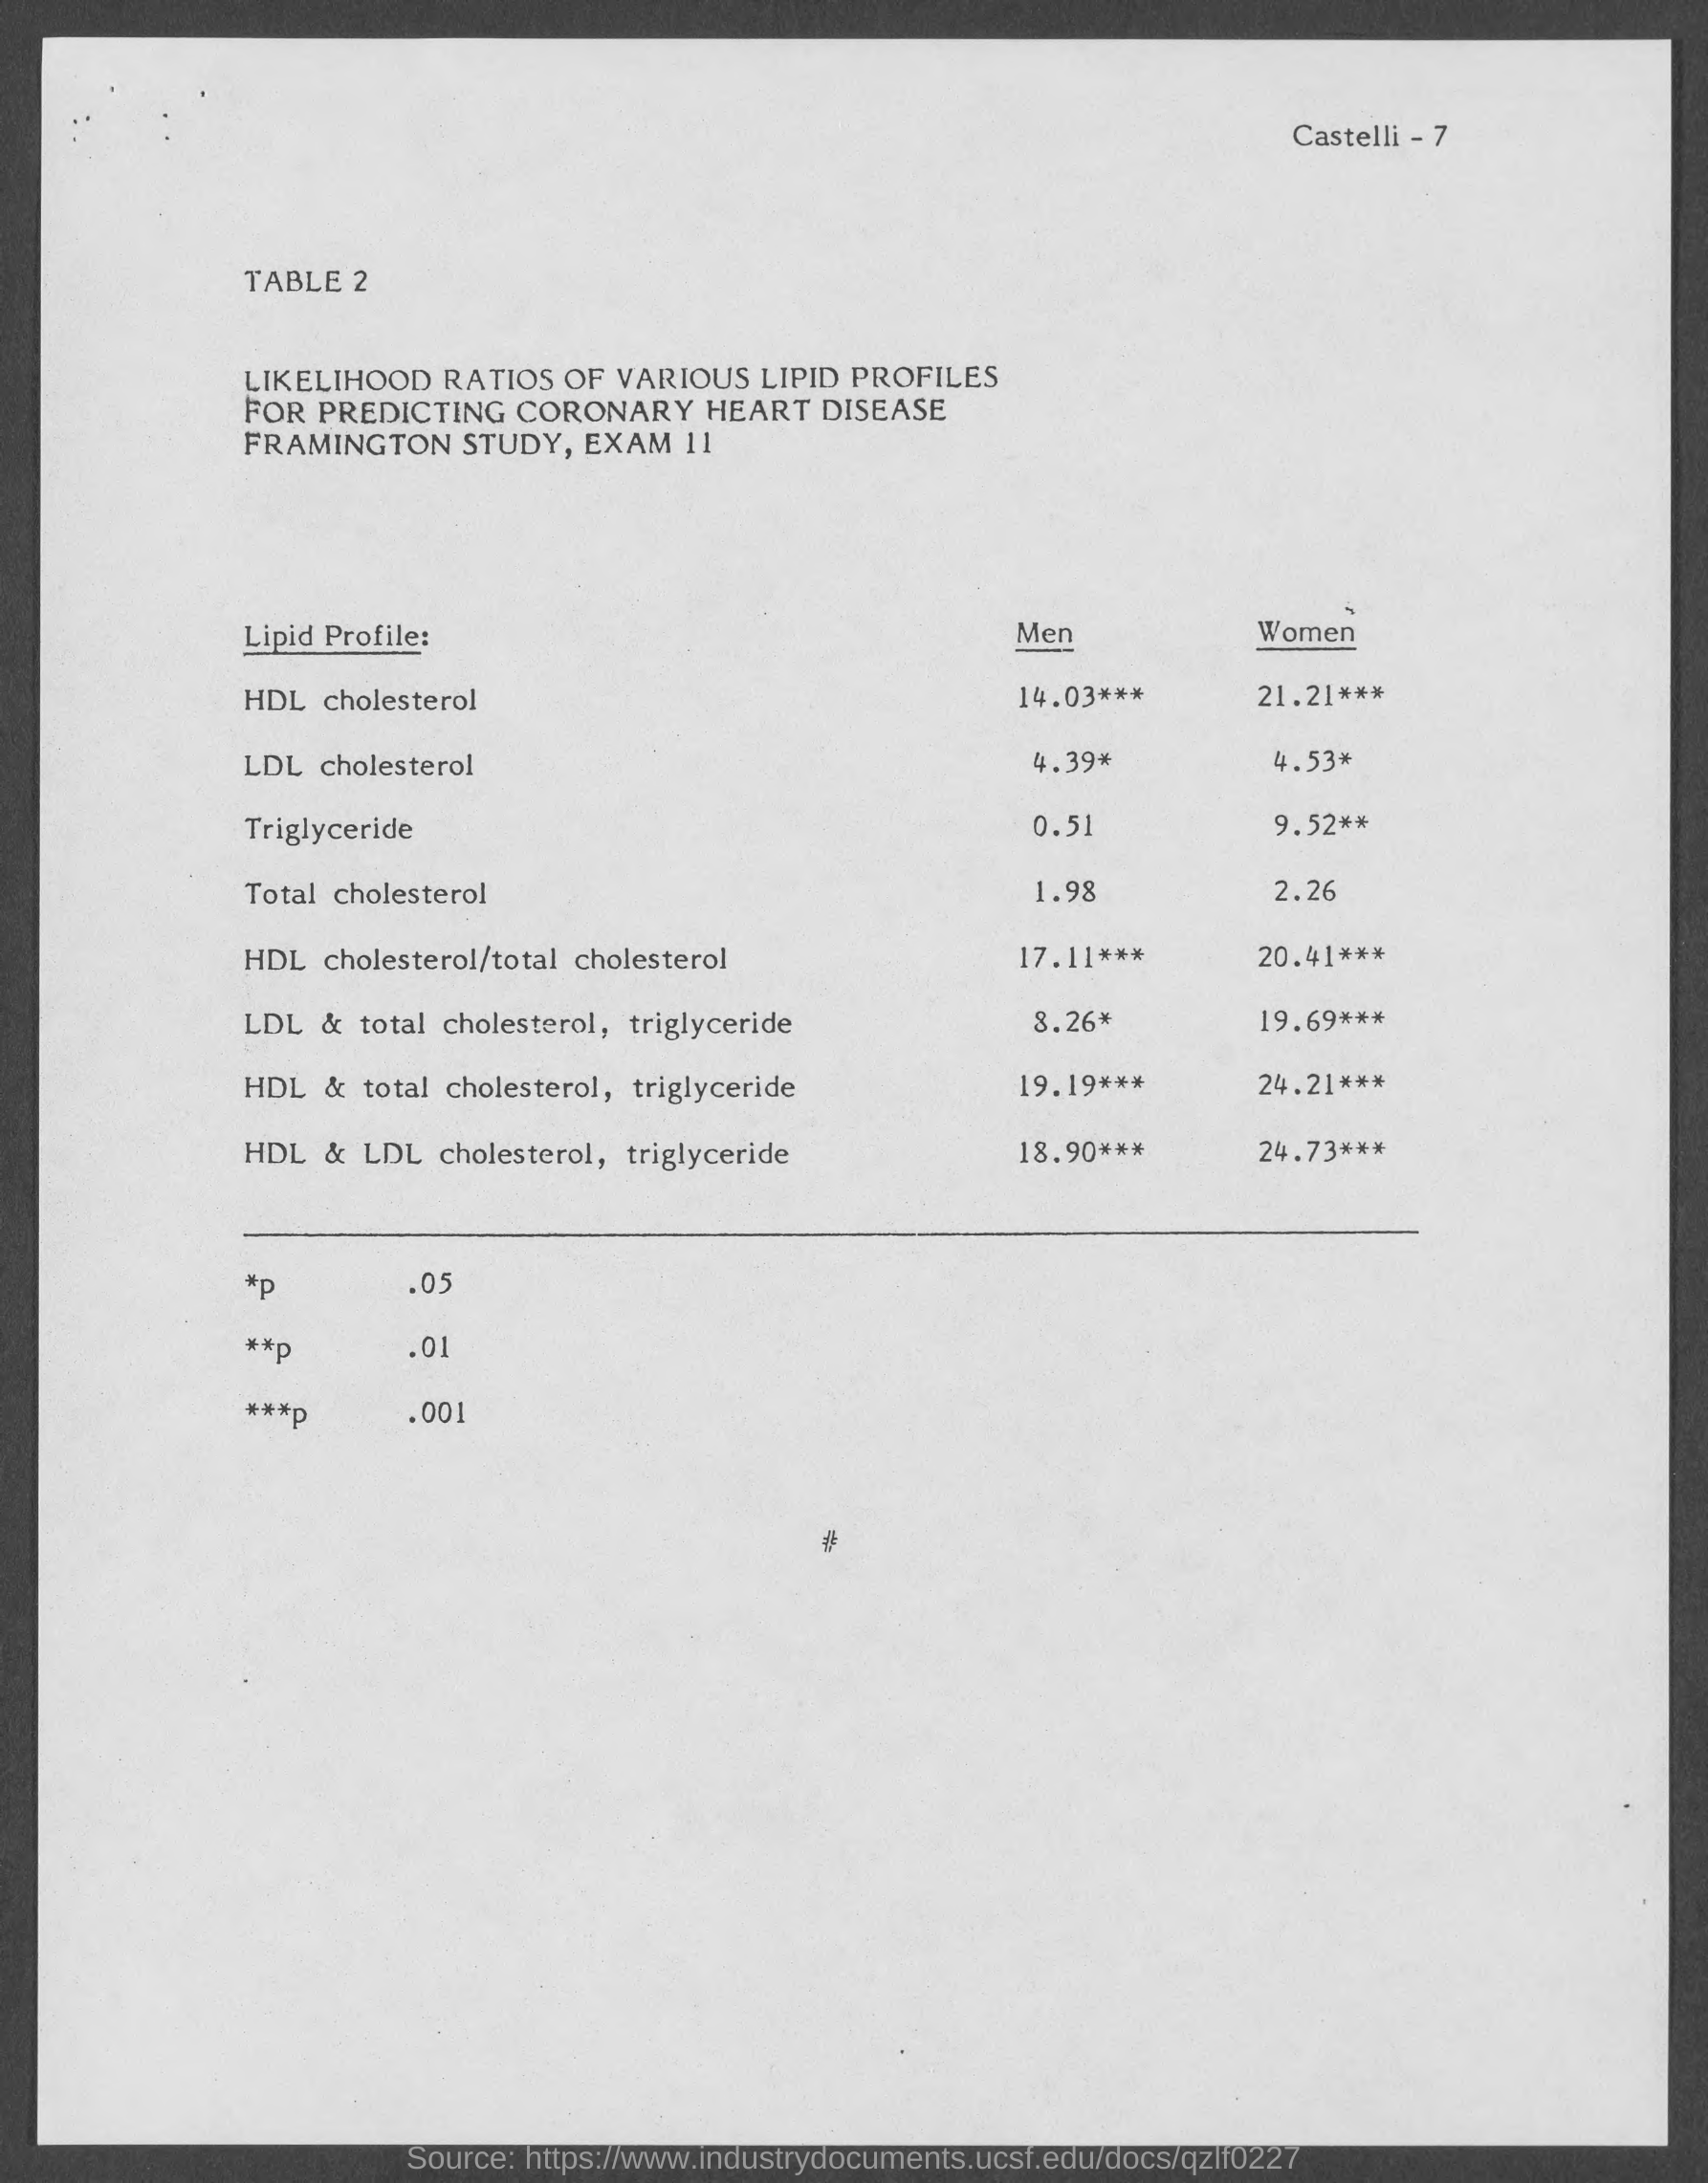 Castelli - 7
TABLE 2
LIKELIHOOD RATIOS OF VARIOUS LIPID PROFILES
FOR PREDICTING CORONARY HEART DISEASE
FRAMINGTON STUDY, EXAM 11
Lipid Profile: Men Women
HDL cholesterol 14.03*** 21.21***
LDL cholesterol 4.39* 4.53*
Triglyceride 0.51 9.52**
Total cholesterol 1.98 2.26
HDL cholesterol/total cholesterol 17.11*** 20.41***
LDL & total cholesterol, triglyceride 8.26* 19.69***
HDL & total cholesterol, triglyceride 19.19*** 24.21***
HDL & LDL cholesterol, triglyceride 18.90*** 24.73***
*p .05
**p .01
***p .001
#
Source: https://www.industrydocuments.ucsf.edu/docs/qzlf0227